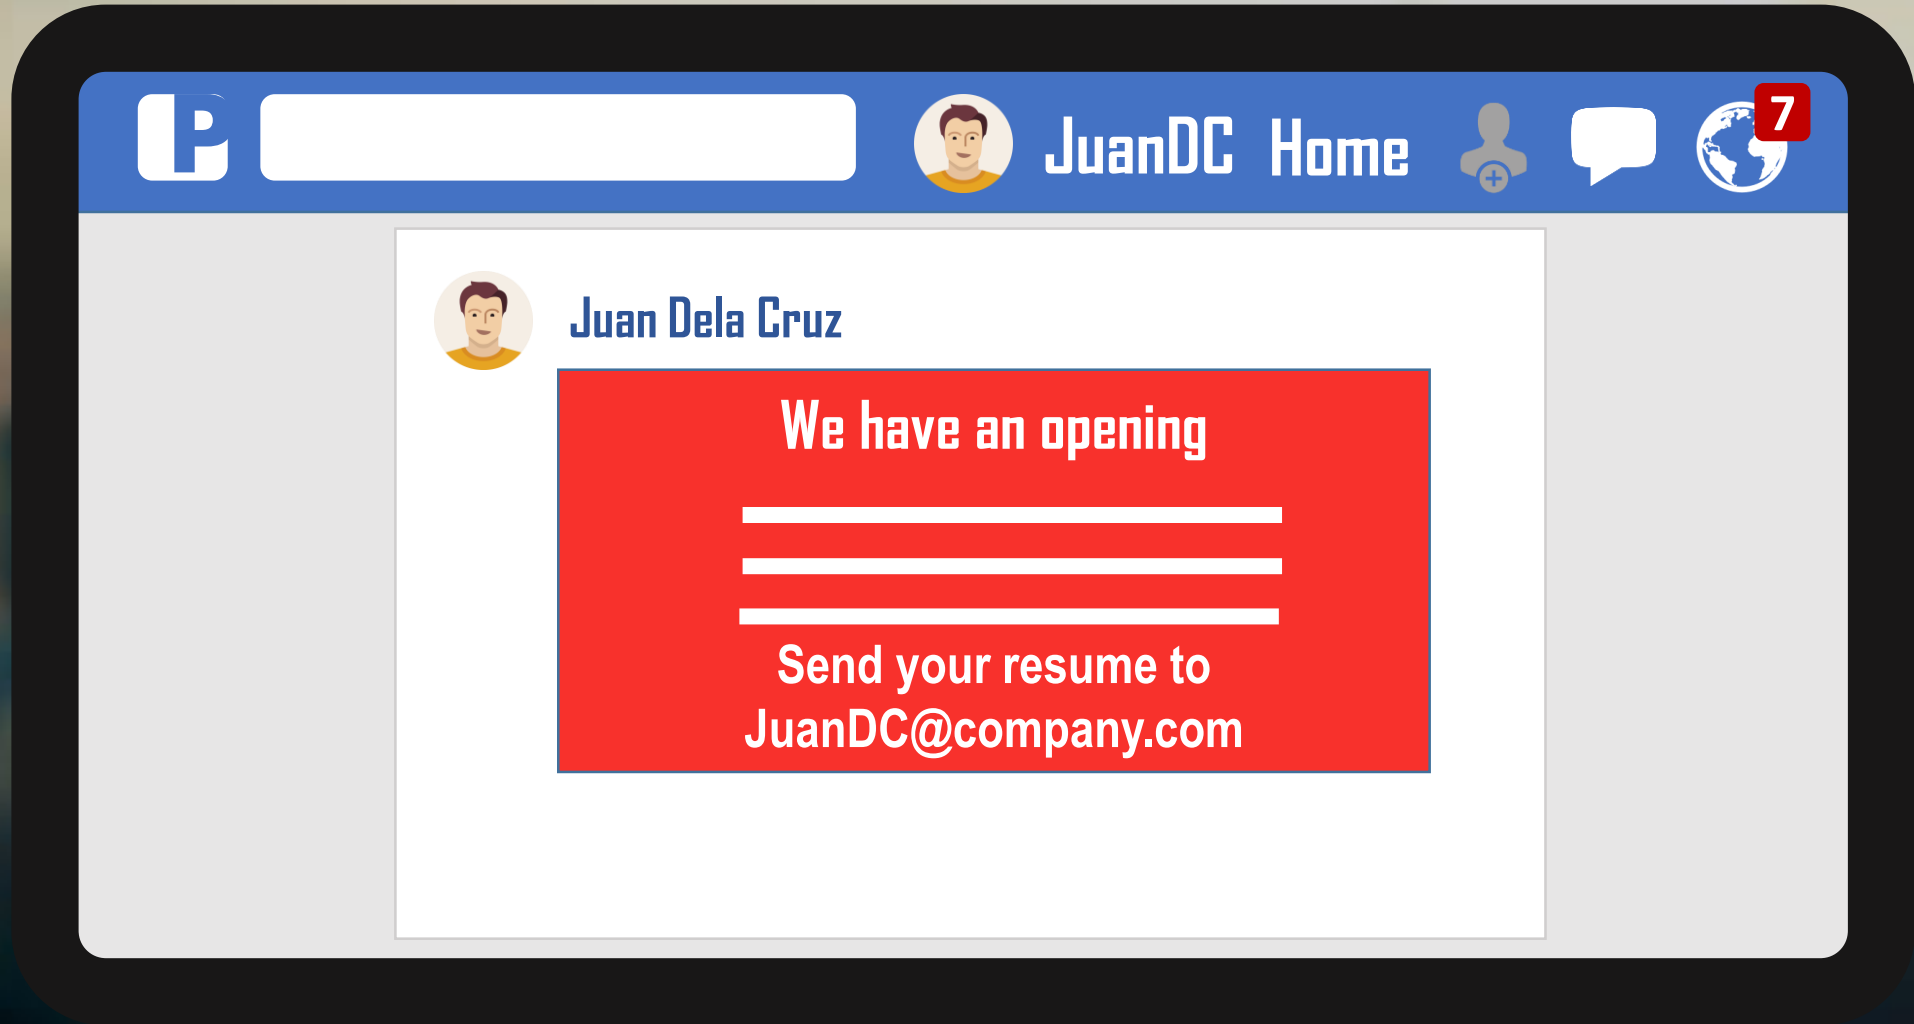 P
JuanDC Home
7
Juan Dela Cruz
We have an opening
Send your resume to
JuanDC@company.com